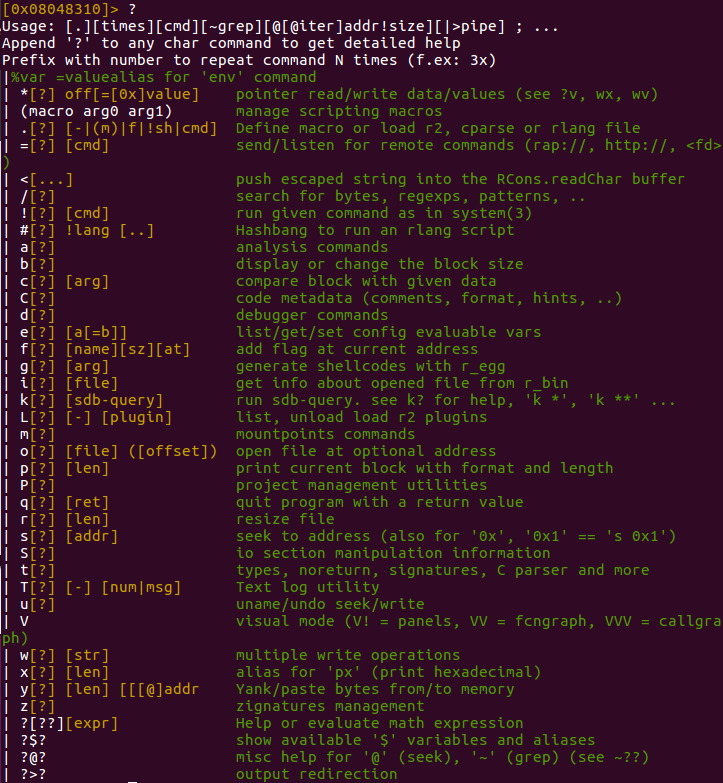 [0x08048310]> ?
Usage: [.][times][cmd][~grep][@[@iter]addr!size][|>pipe] ; ...
Append '?' to any char command to get detailed help
Prefix with number to repeat command N times (f.ex: 3x)
|%var =valuealias for 'env' command
| *[?] off[=[0x]value]    pointer read/write data/values (see ?v, wx, wv)
| (macro arg0 arg1)       manage scripting macros
| .[?] [-|(m)|f|!sh|cmd]  Define macro or load r2, cparse or rlang file
| =[?] [cmd]              send/listen for remote commands (rap://, http://, <fd>
)
| <[...]                  push escaped string into the RCons.readChar buffer
| /[?]                    search for bytes, regexps, patterns, ..
| ![?] [cmd]              run given command as in system(3)
| #[?] !lang [..]         Hashbang to run an rlang script
| a[?]                    analysis commands
| b[?]                    display or change the block size
| c[?] [arg]              compare block with given data
| C[?]                    code metadata (comments, format, hints, ..)
| d[?]                    debugger commands
| e[?] [a[=b]]            list/get/set config evaluable vars
| f[?] [name][sz][at]     add flag at current address
| g[?] [arg]              generate shellcodes with r_egg
| i[?] [file]             get info about opened file from r_bin
| k[?] [sdb-query]        run sdb-query. see k? for help, 'k *', 'k **' ...
| L[?] [-] [plugin]       list, unload load r2 plugins
| m[?]                    mountpoints commands
| o[?] [file] ([offset])  open file at optional address
| p[?] [len]              print current block with format and length
| P[?]                    project management utilities
| q[?] [ret]              quit program with a return value
| r[?] [len]              resize file
| s[?] [addr]             seek to address (also for '0x', '0x1' == 's 0x1')
| S[?]                    io section manipulation information
| t[?]                    types, noreturn, signatures, C parser and more
| T[?] [-] [num|msg]      Text log utility
| u[?]                    uname/undo seek/write
| V                       visual mode (V! = panels, VV = fcngraph, VVV = callgra
ph)
| w[?] [str]              multiple write operations
| x[?] [len]              alias for 'px' (print hexadecimal)
| y[?] [len] [[[@]addr    Yank/paste bytes from/to memory
| z[?]                    zignatures management
| ?[??][expr]             Help or evaluate math expression
| ?$?                     show available '$' variables and aliases
| ?@?                     misc help for '@' (seek), '~' (grep) (see ~??)
| ?>?                     output redirection